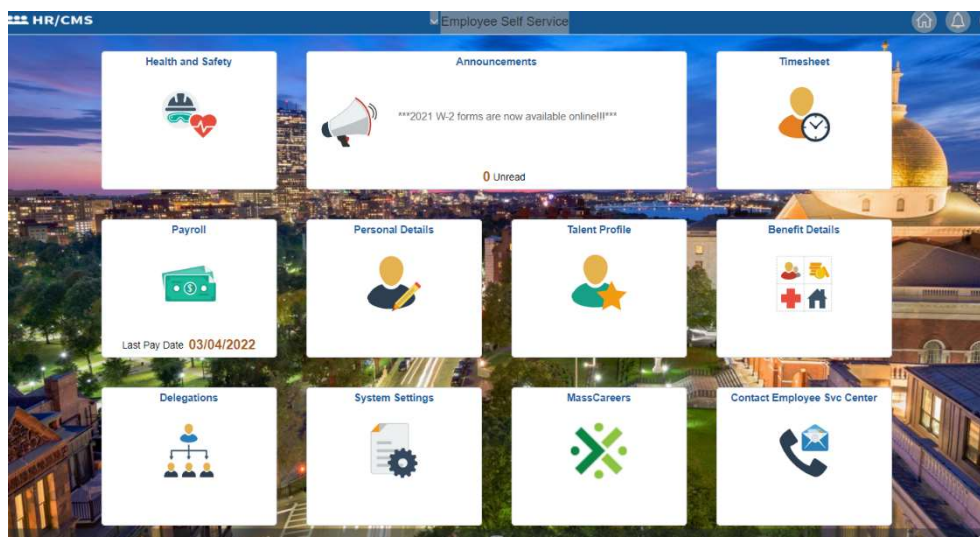 HR/CMS
Employee Self Service
Health and Safety
Announcements
***2021 W-2 forms are now available online!!!***
0 Unread
Timesheet
Payroll
Last Pay Date 03/04/2022
Personal Details
Talent Profile
Benefit Details
Delegations
System Settings
MassCareers
Contact Employee Svc Center